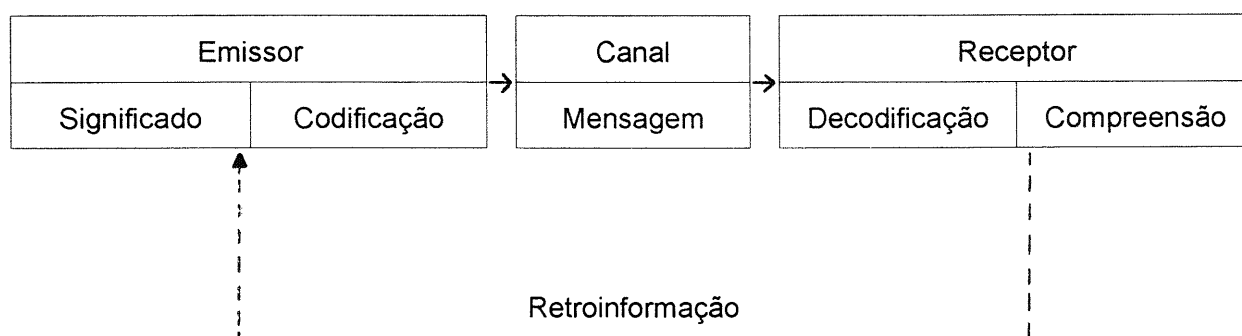 Emissor
Canal
Receptor
Significado
Codificação
Mensagem
Decodificação
Compreensão
Retroinformação